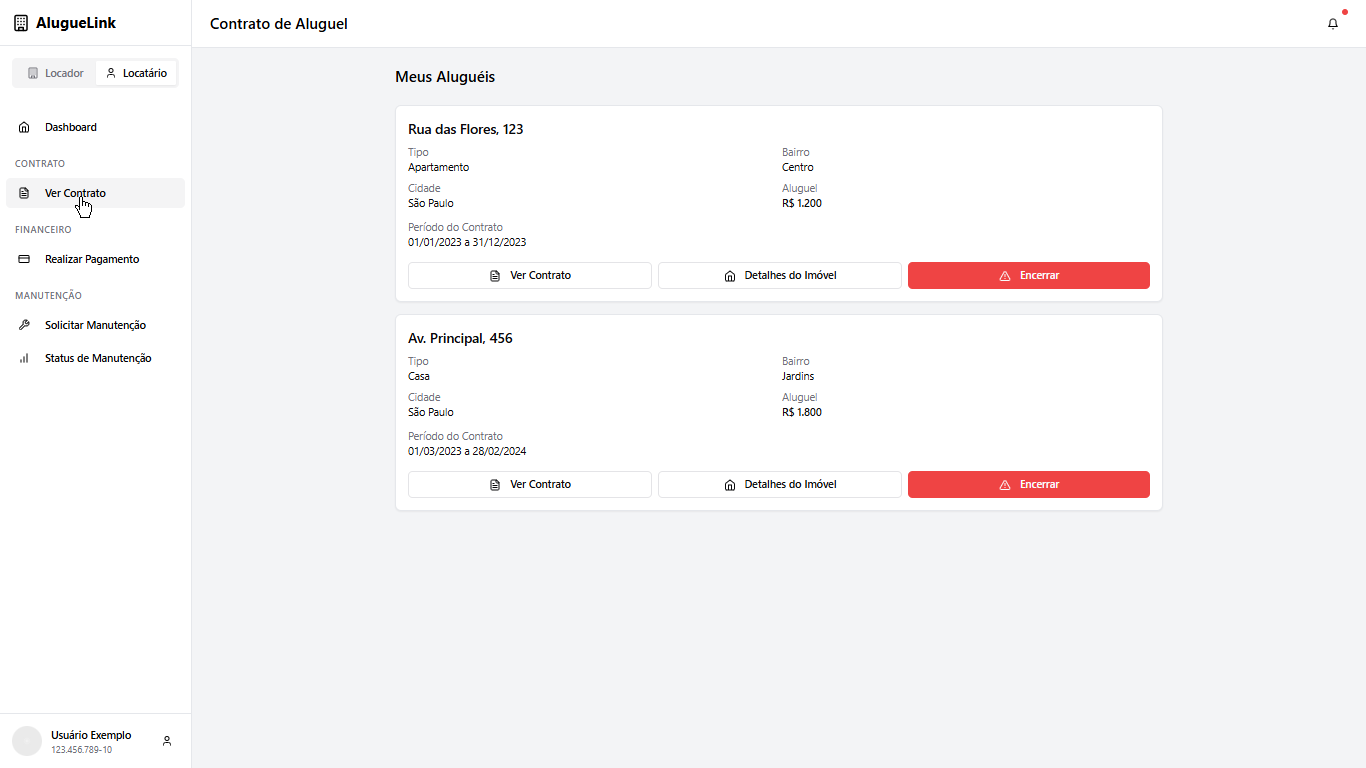 AlugueLink
Contrato de Aluguel
Locador
Locatário
Dashboard
CONTRATO
Ver Contrato
FINANCEIRO
Realizar Pagamento
MANUTENÇÃO
Solicitar Manutenção
Status de Manutenção
Usuário Exemplo
123.456.789-10
Meus Aluguéis
Rua das Flores, 123
Tipo
Apartamento
Bairro
Centro
Cidade
São Paulo
Aluguel
R$ 1.200
Período do Contrato
01/01/2023 a 31/12/2023
Ver Contrato
Detalhes do Imóvel
Encerrar
Av. Principal, 456
Tipo
Casa
Bairro
Jardins
Cidade
São Paulo
Aluguel
R$ 1.800
Período do Contrato
01/03/2023 a 28/02/2024
Ver Contrato
Detalhes do Imóvel
Encerrar